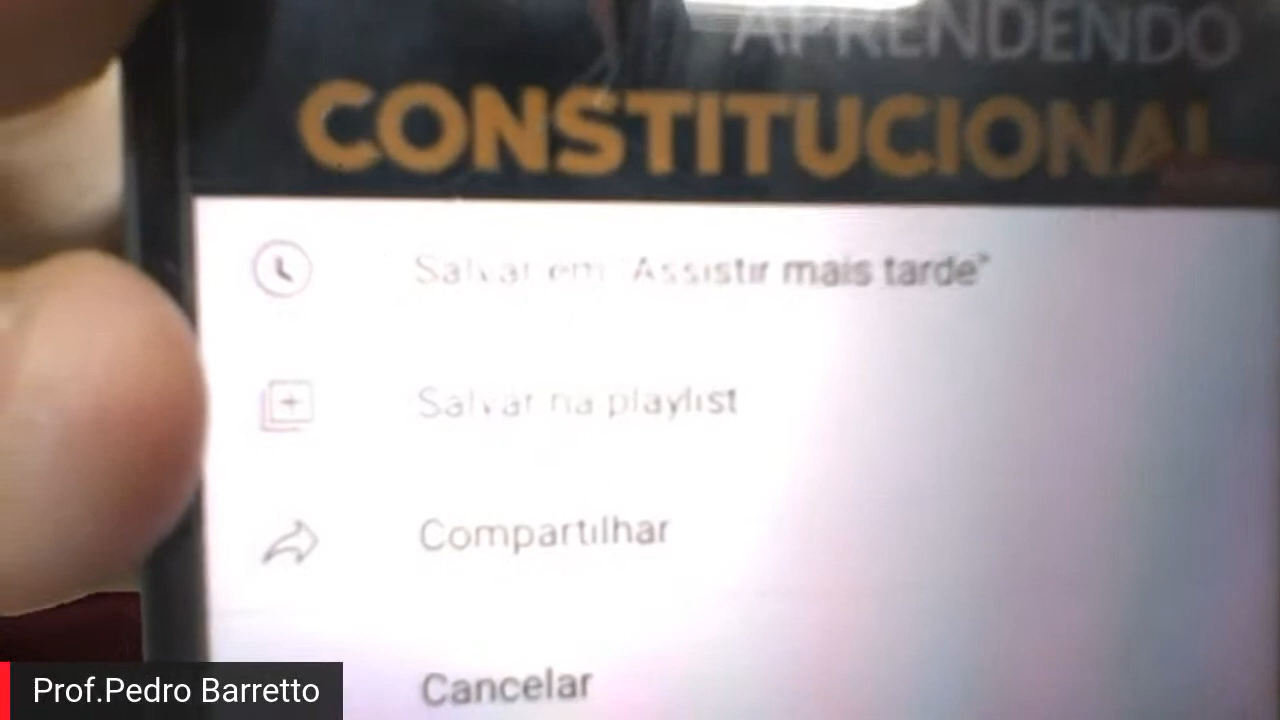 APRENDENDO
CONSTITUCIONAL
Salvar em "Assistir mais tarde"
Salvar na playlist
Compartilhar
Cancelar
Prof.Pedro Barretto